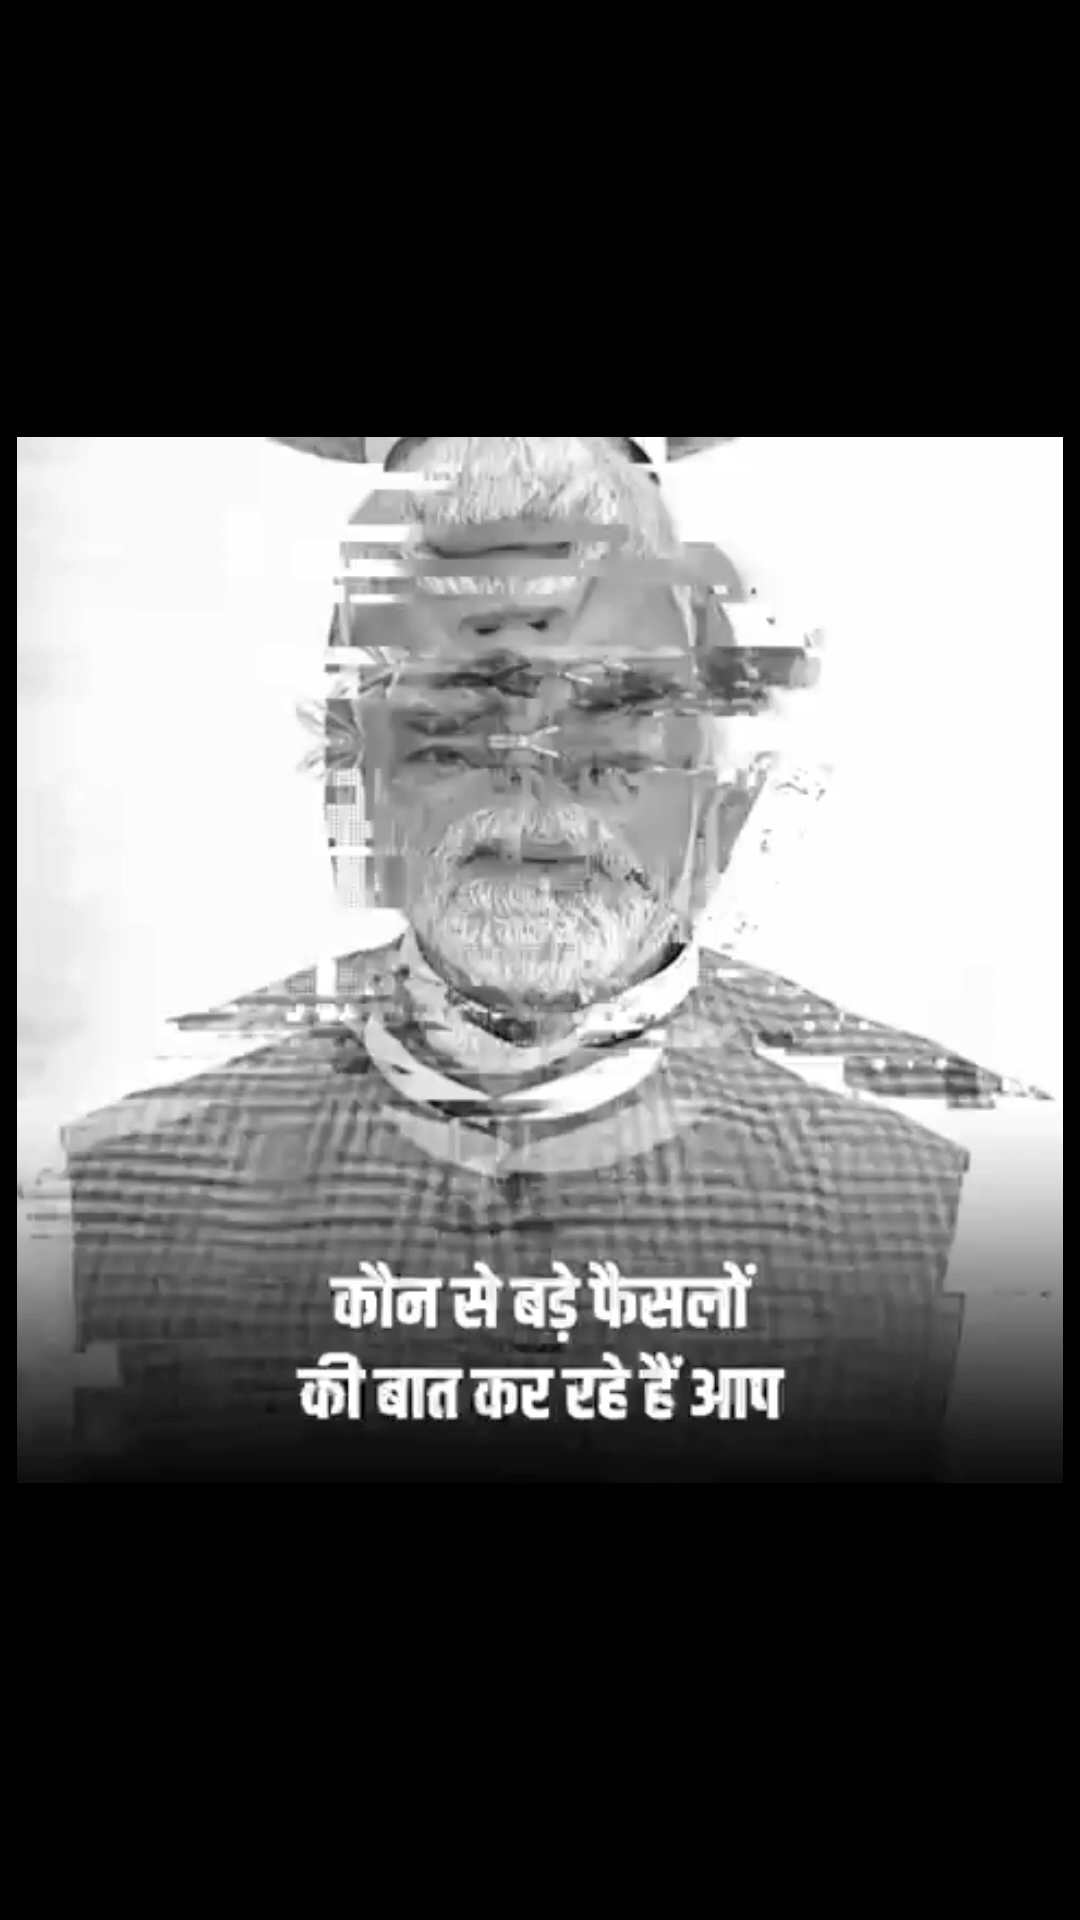 कौन से बड़े फैसलों
की बात कर रहे हैं आप